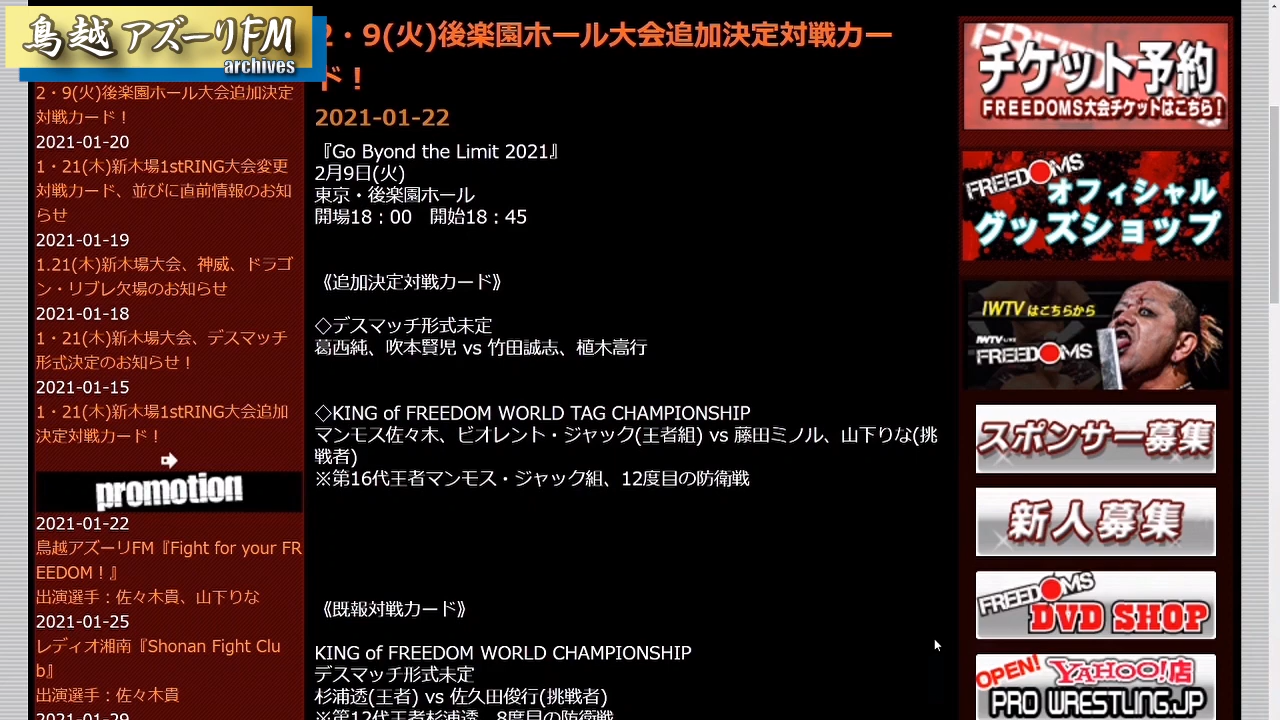 鳥越アズーリFM
archives
2・9(火)後楽園ホール大会追加決定
対戦カード！
2021-01-20
1・21(木)新木場1stRING大会変更
対戦カード、並びに直前情報のお知
らせ
2021-01-19
1.21(木)新木場大会、神威、ドラゴ
ン・リブレ欠場のお知らせ
2021-01-18
1・21(木)新木場大会、デスマッチ
形式決定のお知らせ！
2021-01-15
1・21(木)新木場1stRING大会追加
決定対戦カード！
promotion
2021-01-22
鳥越アズーリFM『Fight for your FR
EEDOM！』
出演選手：佐々木貴、山下りな
2021-01-25
レディオ湘南『Shonan Fight Clu
b』
出演選手：佐々木貴
2021-01-29
2・9(火)後楽園ホール大会追加決定対戦カー
ド！
2021-01-22
『Go Byond the Limit 2021』
2月9日(火)
東京・後楽園ホール
開場18：00　開始18：45
《追加決定対戦カード》
◇デスマッチ形式未定
葛西純、吹本賢児 vs 竹田誠志、植木嵩行
◇KING of FREEDOM WORLD TAG CHAMPIONSHIP
マンモス佐々木、ビオレント・ジャック(王者組) vs 藤田ミノル、山下りな(挑
戦者)
※第16代王者マンモス・ジャック組、12度目の防衛戦
《既報対戦カード》
KING of FREEDOM WORLD CHAMPIONSHIP
デスマッチ形式未定
杉浦透(王者) vs 佐久田俊行(挑戦者)
※第12代王者杉浦透、8度目の防衛戦
チケット予約
FREEDOMS大会チケットはこちら！
FREEDOMS
オフィシャル
グッズショップ
IWTVはこちらから
IWTV LIVE
FREEDOMS
スポンサー募集
新人募集
FREEDOMS
DVD SHOP
OPEN! YAHOO!店
PRO WRESTLING.JP